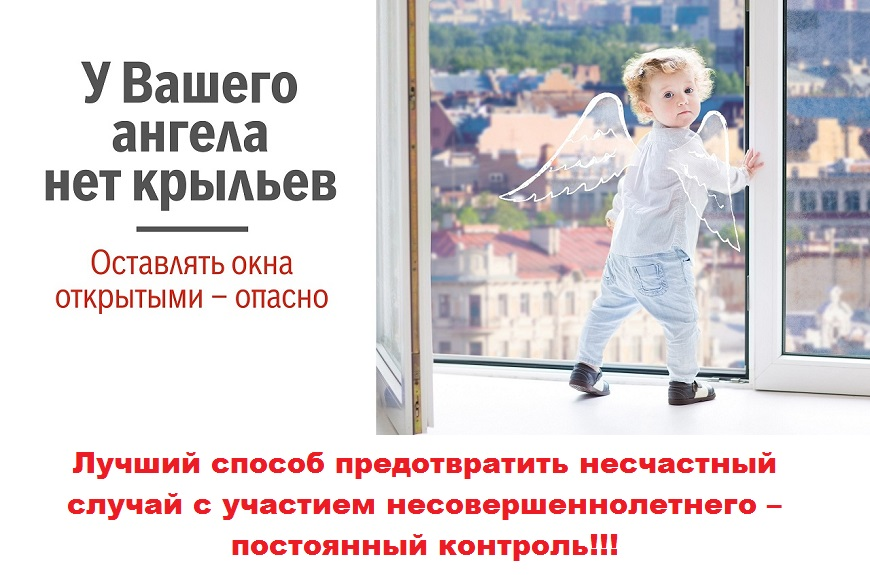 У Вашего
ангела
нет крыльев
Оставлять окна
открытыми – опасно
Лучший способ предотвратить несчастный
случай с участием несовершеннолетнего –
постоянный контроль!!!